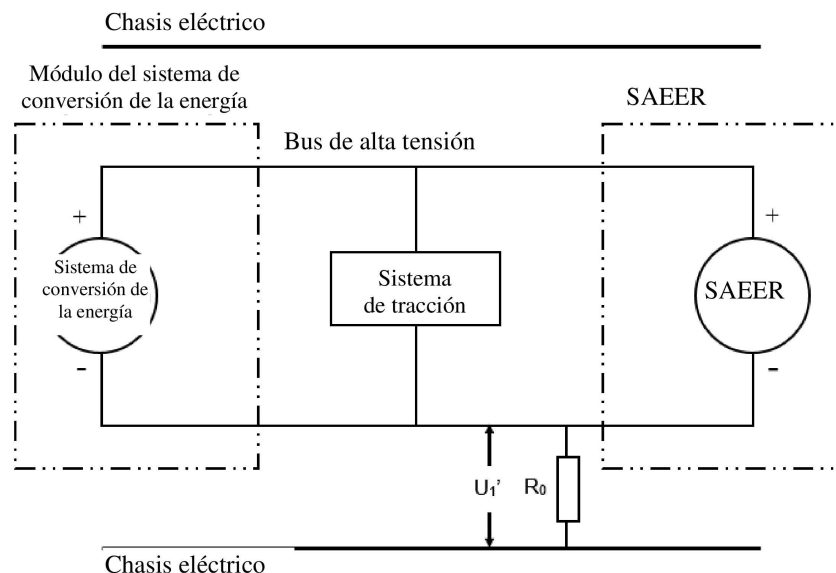 Chasis eléctrico
Módulo del sistema de
conversión de la energía
SAEER
Bus de alta tensión
+
+
Sistema de
conversión de
la energía
Sistema
de tracción
SAEER
-
-
U₁’
R₀
Chasis eléctrico